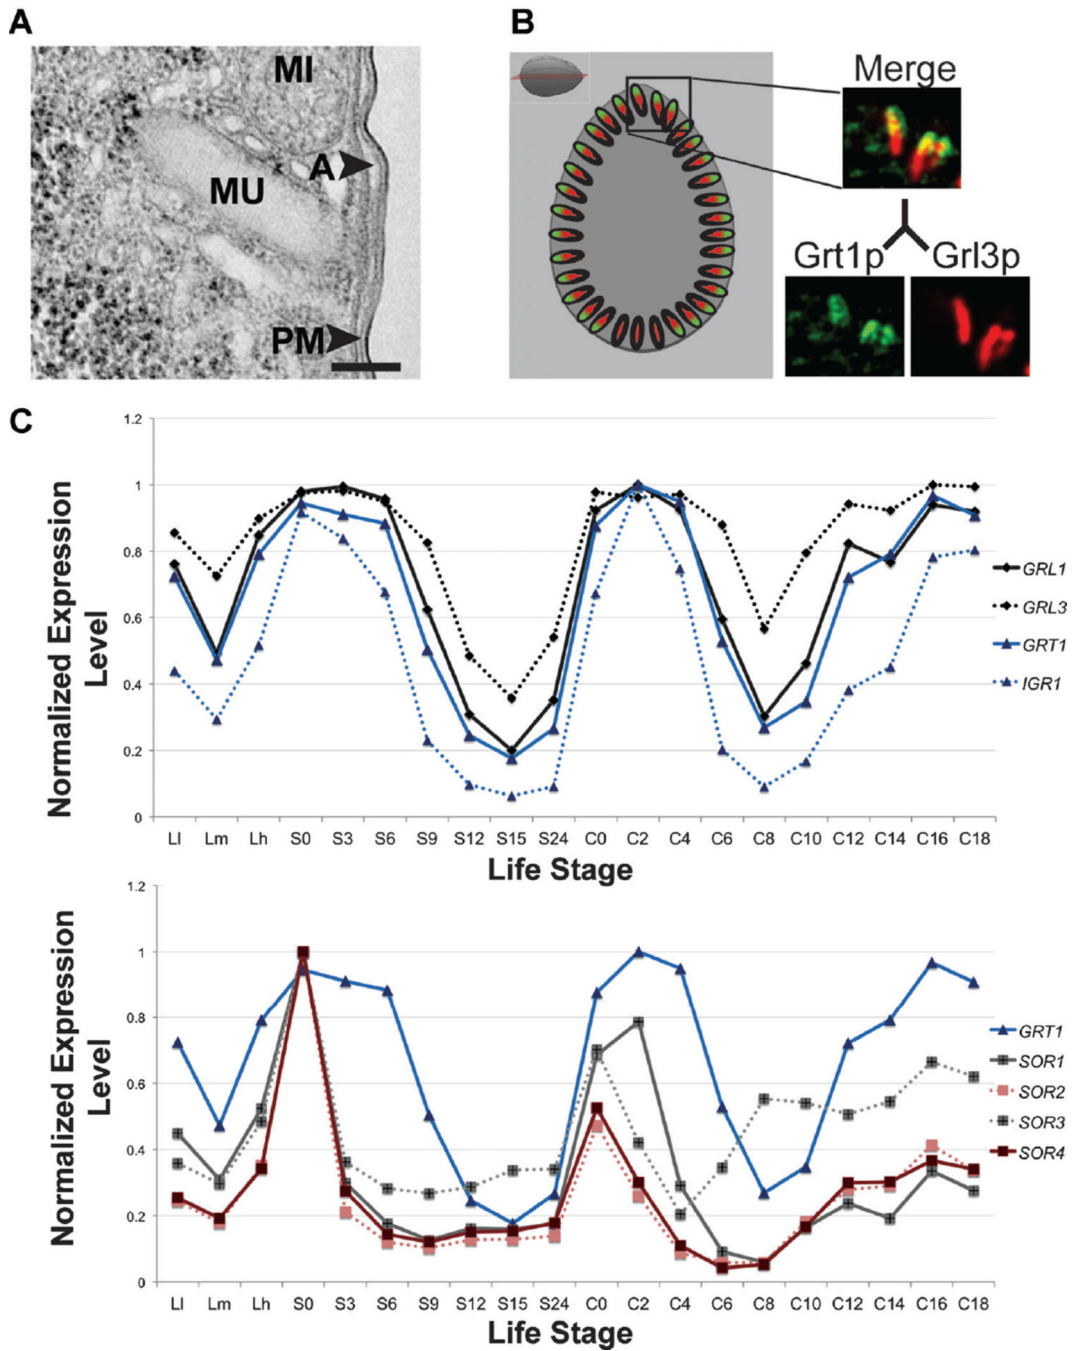 A
MI
A
MU
PM
B
Merge
Grt1p
Grl3p
C
Normalized Expression
Level
1.2
1
0.8
0.6
0.4
0.2
0
Ll Lm Lh S0 S3 S6 S9 S12 S15 S24 C0 C2 C4 C6 C8 C10 C12 C14 C16 C18
Life Stage
GRL1
GRL3
GRT1
IGR1
Normalized Expression
Level
1.2
1
0.8
0.6
0.4
0.2
0
Ll Lm Lh S0 S3 S6 S9 S12 S15 S24 C0 C2 C4 C6 C8 C10 C12 C14 C16 C18
Life Stage
GRT1
SOR1
SOR2
SOR3
SOR4